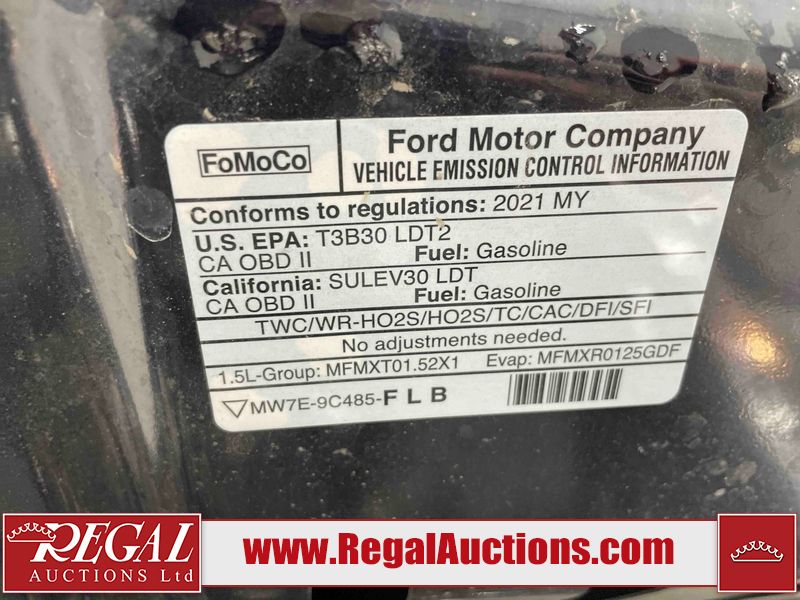 FoMoCo
Ford Motor Company
VEHICLE EMISSION CONTROL INFORMATION
Conforms to regulations: 2021 MY
U.S. EPA: T3B30 LDT2
CA OBD II Fuel: Gasoline
California: SULEV30 LDT
CA OBD II Fuel: Gasoline
TWC/WR-HO2S/HO2S/TC/CAC/DFI/SFI
No adjustments needed.
1.5L-Group: MFMXT01.52X1 Evap: MFMXR0125GDF
MW7E-9C485-F L B
REGAL
AUCTIONS Ltd
www.RegalAuctions.com